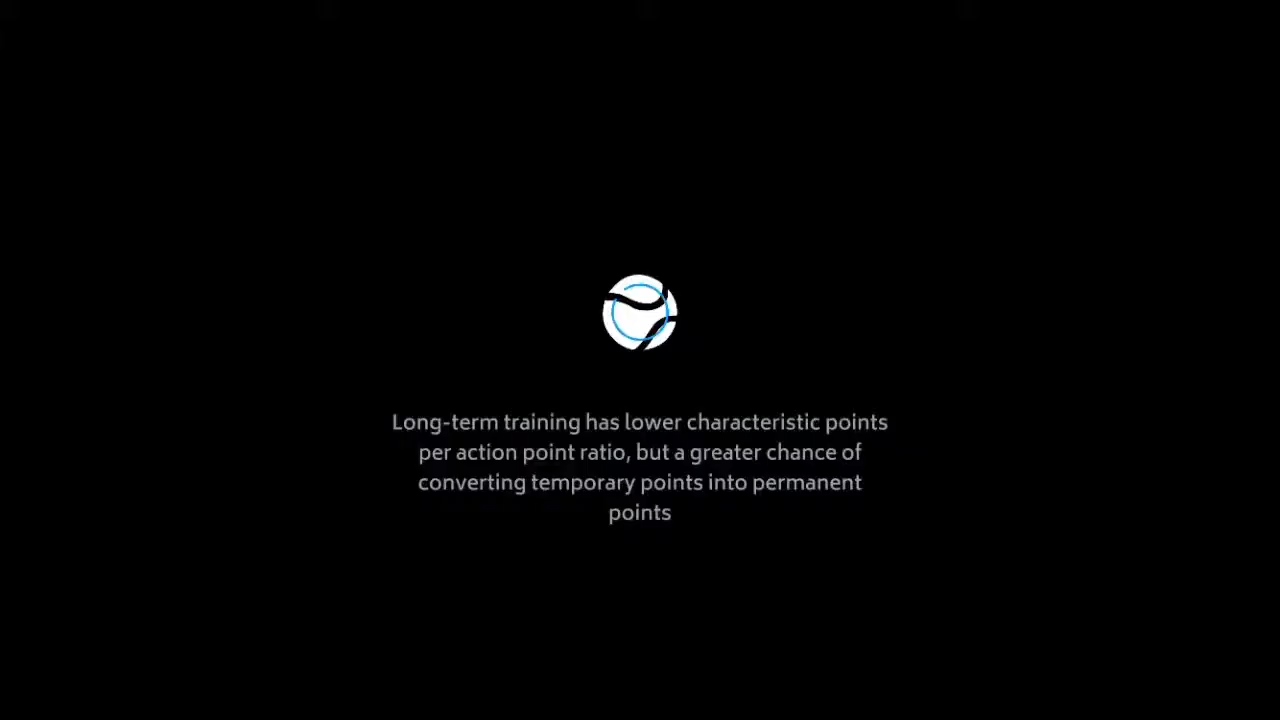 Long-term training has lower characteristic points
per action point ratio, but a greater chance of
converting temporary points into permanent
points